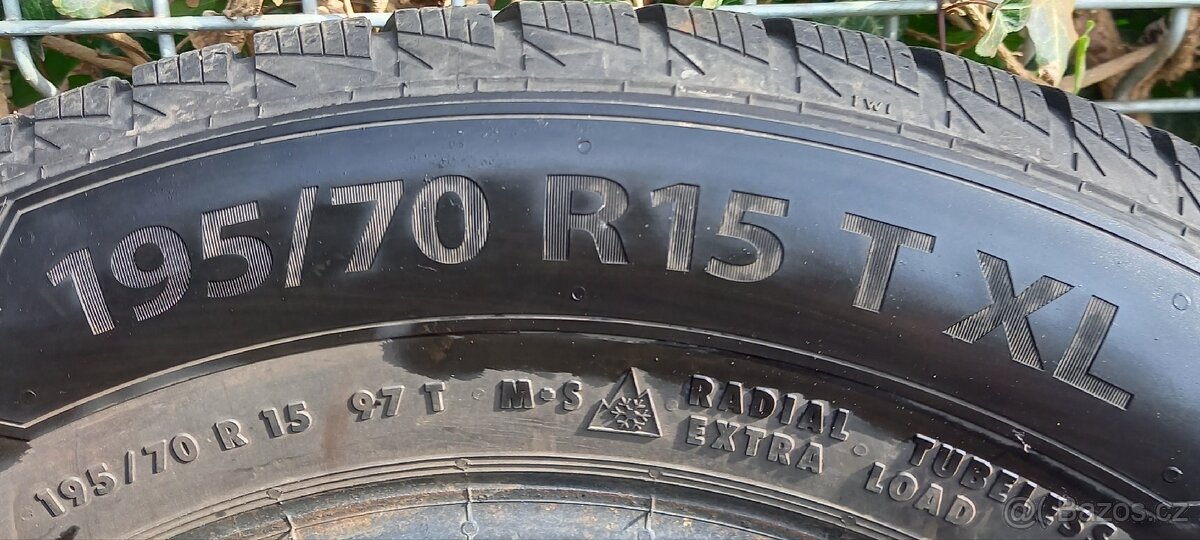 TWI
195/70 R15 T XL
195/70 R 15 97 T M·S RADIAL TUBELESS
EXTRA LOAD
@Bazos.cz